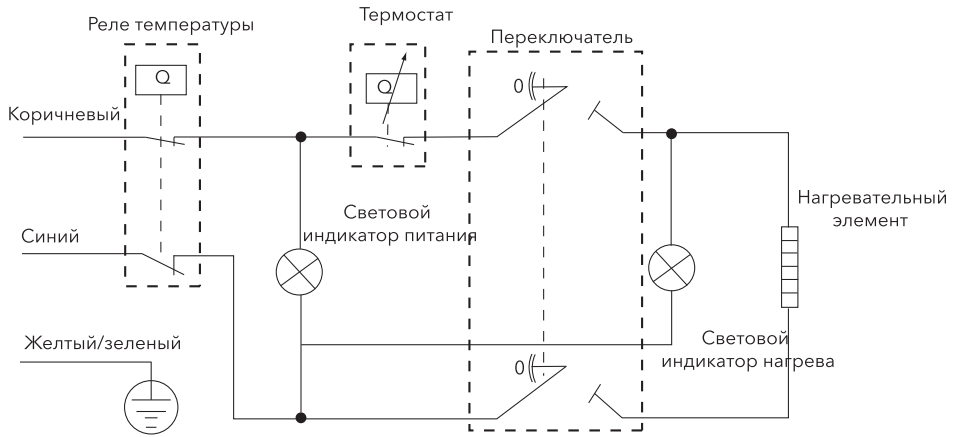 Реле температуры
Термостат
Переключатель
Q
Q
0
Коричневый
Нагревательный
элемент
Световой
индикатор питания
Синий
Желтый/зеленый
Световой
индикатор нагрева
0